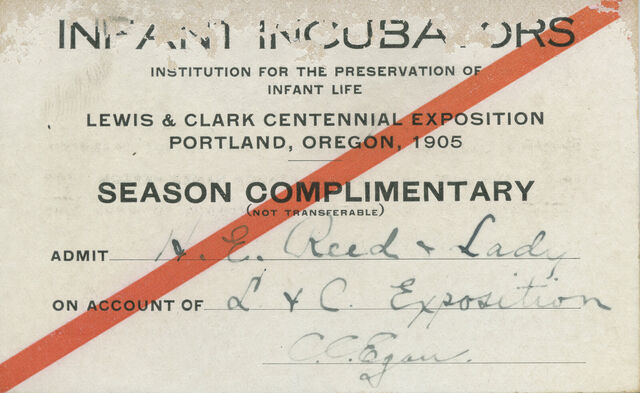 INFANT INCUBATORS
INSTITUTION FOR THE PRESERVATION OF
INFANT LIFE
LEWIS & CLARK CENTENNIAL EXPOSITION
PORTLAND, OREGON, 1905
SEASON COMPLIMENTARY
(NOT TRANSFERABLE)
ADMIT H. E. Reed & Lady
ON ACCOUNT OF L & C. Exposition
C.C. Egan.